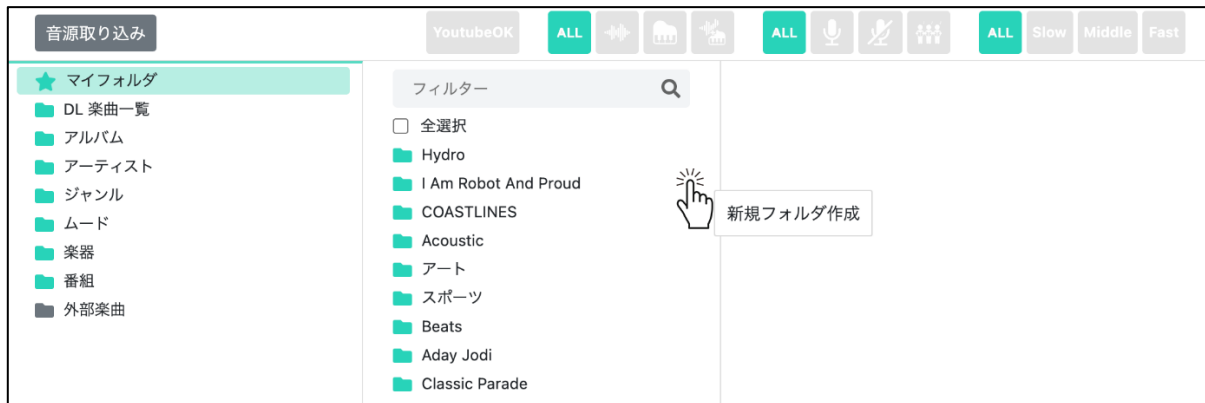 音源取り込み
YoutubeOK ALL ALL ALL Slow Middle Fast
マイフォルダ
DL 楽曲一覧
アルバム
アーティスト
ジャンル
ムード
楽器
番組
外部楽曲
フィルター
全選択
Hydro
I Am Robot And Proud
COASTLINES
Acoustic
アート
スポーツ
Beats
Aday Jodi
Classic Parade
新規フォルダ作成